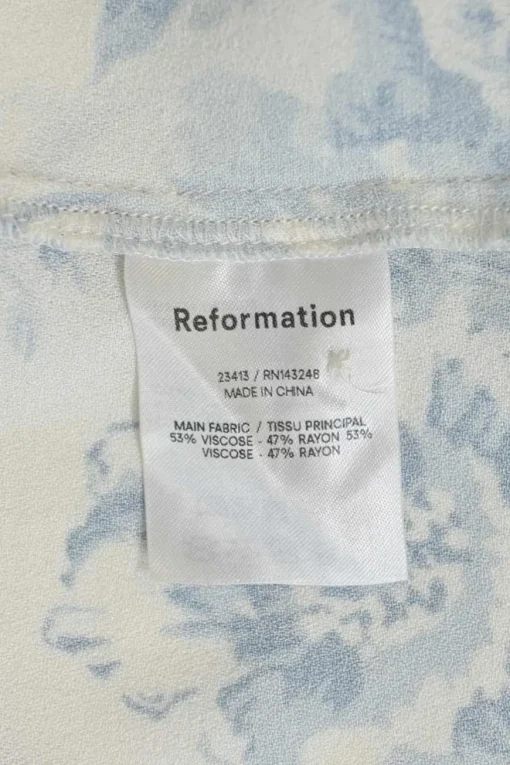 Reformation
23413 / RN143246
MADE IN CHINA
MAIN FABRIC / TISSU PRINCIPAL
53% VISCOSE - 47% RAYON 53%
VISCOSE - 47% RAYON